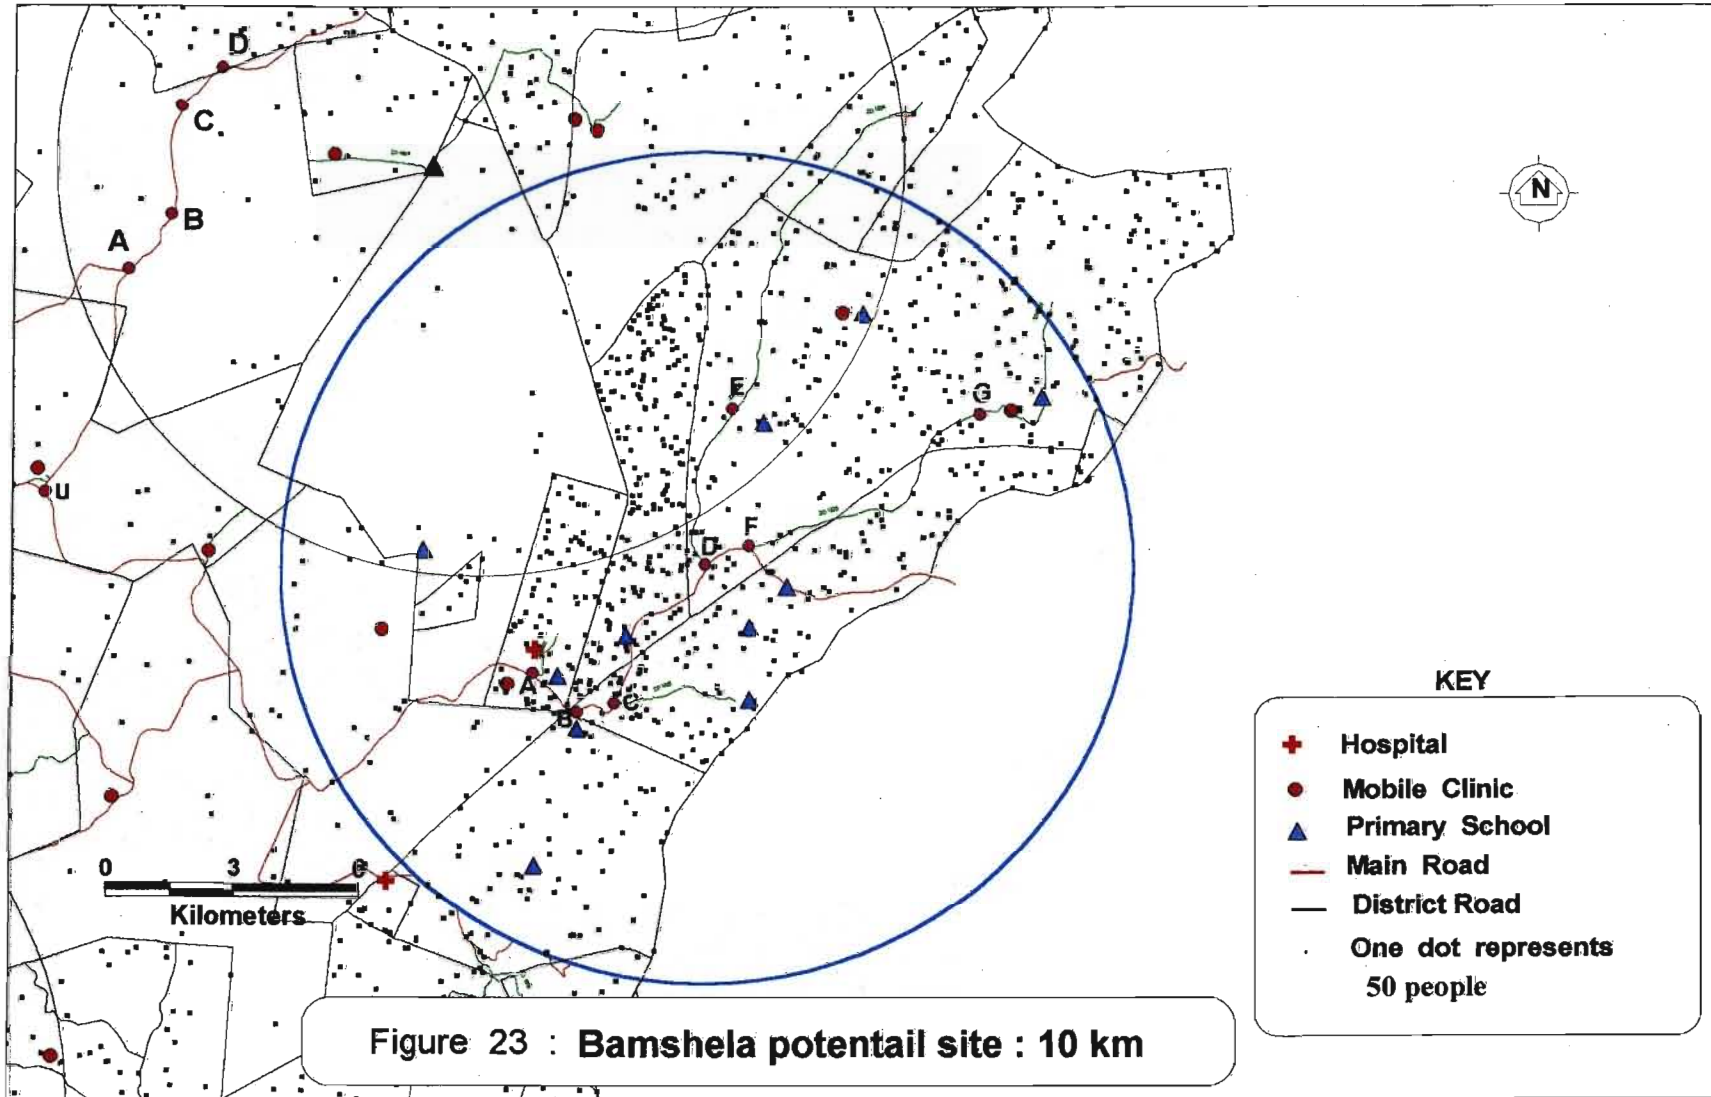 D
C
B
A
U
E
G
F
D
A
B
C
N
0 3 6
Kilometers
KEY
Hospital
Mobile Clinic
Primary School
Main Road
District Road
One dot represents
50 people
Figure 23 : Bamshela potentail site : 10 km